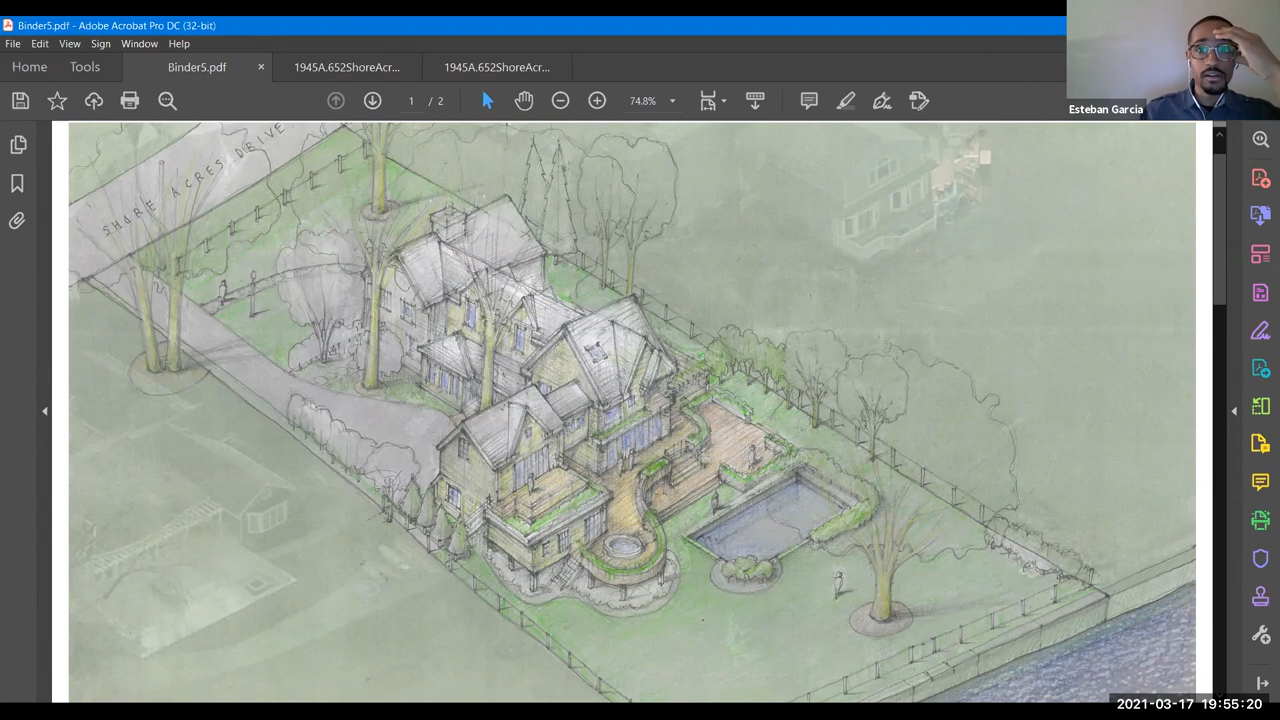 Binder5.pdf - Adobe Acrobat Pro DC (32-bit)
File Edit View Sign Window Help
Home Tools Binder5.pdf × 1945A.652ShoreAcr... 1945A.652ShoreAcr...
1 / 2 74.8%
Esteban Garcia
SHORE ACRES DRIVE
2021-03-17 19:55:20